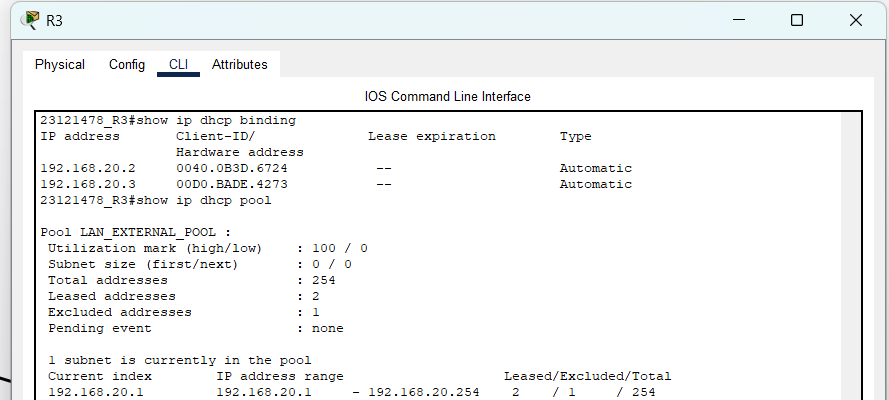 R3
Physical Config CLI Attributes
IOS Command Line Interface
23121478_R3#show ip dhcp binding
IP address Client-ID/ Lease expiration Type
Hardware address
192.168.20.2 0040.0B3D.6724 -- Automatic
192.168.20.3 00D0.BADE.4273 -- Automatic
23121478_R3#show ip dhcp pool
Pool LAN_EXTERNAL_POOL :
Utilization mark (high/low) : 100 / 0
Subnet size (first/next) : 0 / 0
Total addresses : 254
Leased addresses : 2
Excluded addresses : 1
Pending event : none
1 subnet is currently in the pool
Current index IP address range Leased/Excluded/Total
192.168.20.1 192.168.20.1 - 192.168.20.254 2 / 1 / 254